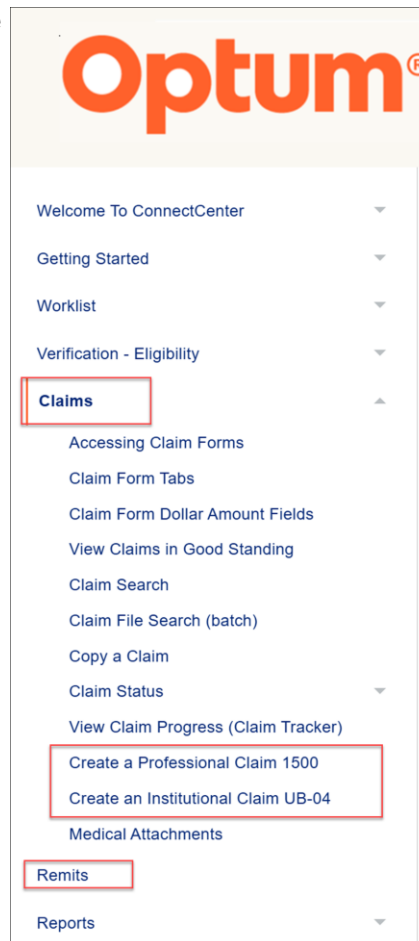 Optum®
Welcome To ConnectCenter
Getting Started
Worklist
Verification - Eligibility
Claims
Accessing Claim Forms
Claim Form Tabs
Claim Form Dollar Amount Fields
View Claims in Good Standing
Claim Search
Claim File Search (batch)
Copy a Claim
Claim Status
View Claim Progress (Claim Tracker)
Create a Professional Claim 1500
Create an Institutional Claim UB-04
Medical Attachments
Remits
Reports